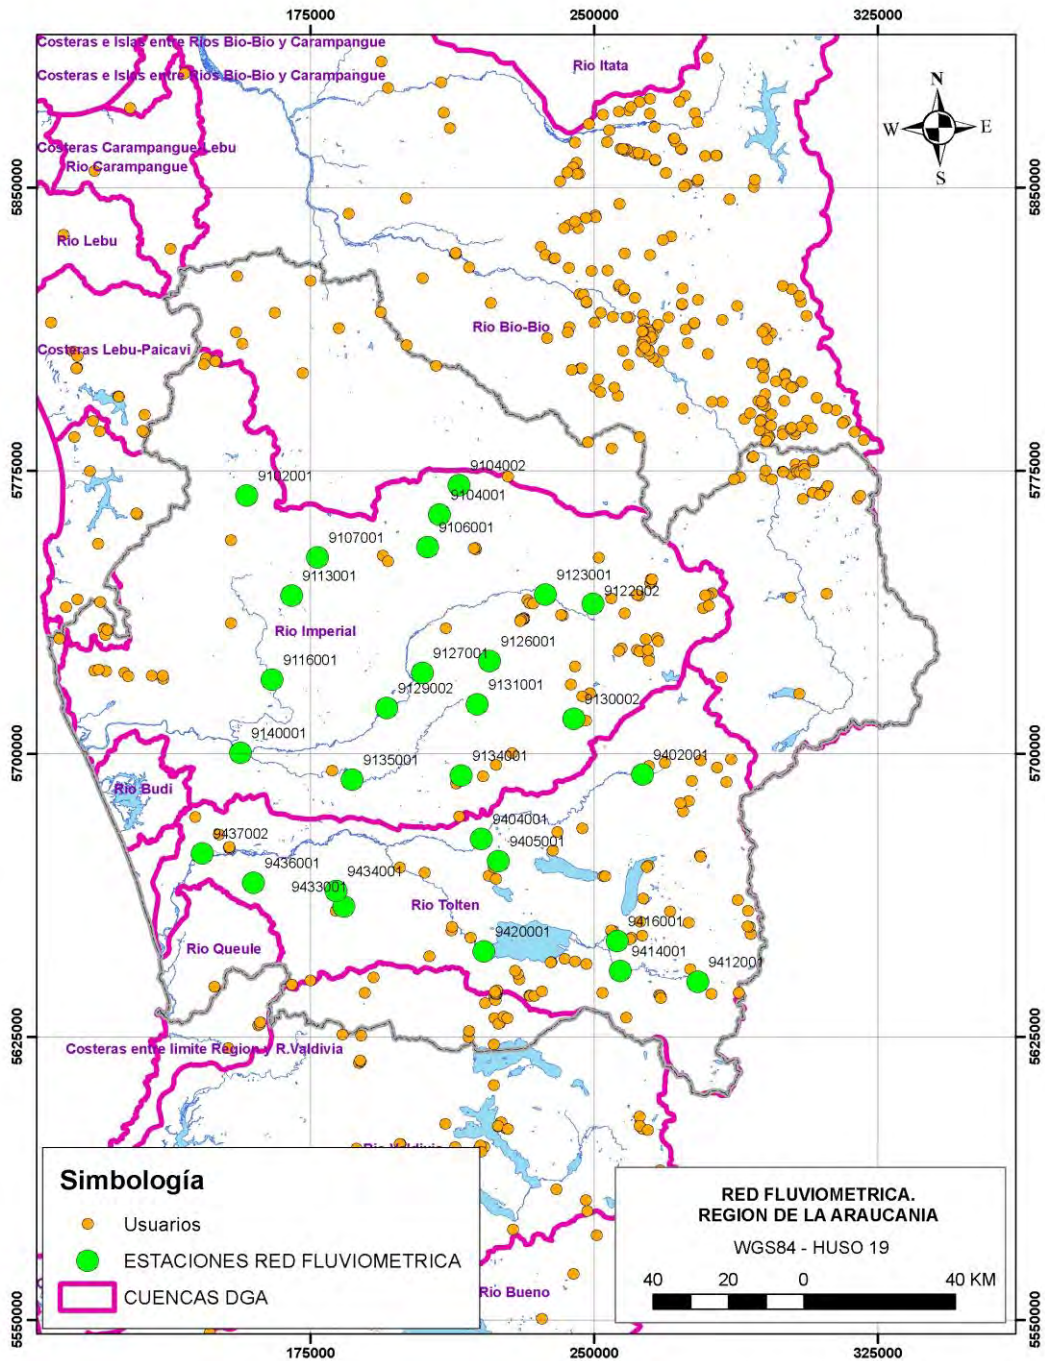 175000 250000 325000
Costeras e Islas entre Rios Bio-Bio y Carampangue
Rio Itata
Costeras e Islas entre Rios Bio-Bio y Carampangue
N
W E
S
Costeras Carampangue-Lebu
Rio Carampangue
5850000 5850000
Rio Lebu
Rio Bio-Bio
Costeras Lebu-Paicavi
5775000 5775000
9102001
9104002
9104001
9106001
9107001
9113001
9123001
9122002
Rio Imperial
9126001
9116001
9127001
9131001
9129002
9130002
9140001
9135001
9134001
9402001
5700000 5700000
Rio Budi
9404001
9437002
9405001
9436001
9434001
9433001
Rio Tolten
9416001
9420001
Rio Queule
9414001
9412001
5625000 5625000
Costeras entre limite Region y R.Valdivia
Simbología
Usuarios
ESTACIONES RED FLUVIOMETRICA
CUENCAS DGA
RED FLUVIOMETRICA.
REGION DE LA ARAUCANIA
WGS84 - HUSO 19
40 20 0 40 KM
Rio Bueno
5550000 5550000
175000 250000 325000